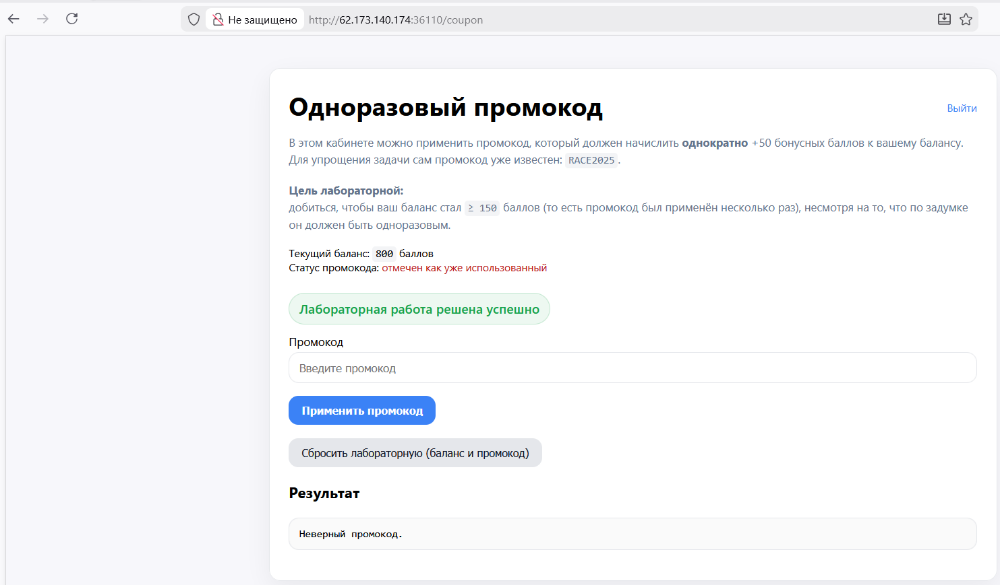 Не защищено http://62.173.140.174:36110/coupon
Одноразовый промокод
Выйти
В этом кабинете можно применить промокод, который должен начислить однократно +50 бонусных баллов к вашему балансу.
Для упрощения задачи сам промокод уже известен: RACE2025.
Цель лабораторной:
добиться, чтобы ваш баланс стал ≥ 150 баллов (то есть промокод был применён несколько раз), несмотря на то, что по задумке
он должен быть одноразовым.
Текущий баланс: 800 баллов
Статус промокода: отмечен как уже использованный
Лабораторная работа решена успешно
Промокод
Введите промокод
Применить промокод
Сбросить лабораторную (баланс и промокод)
Результат
Неверный промокод.